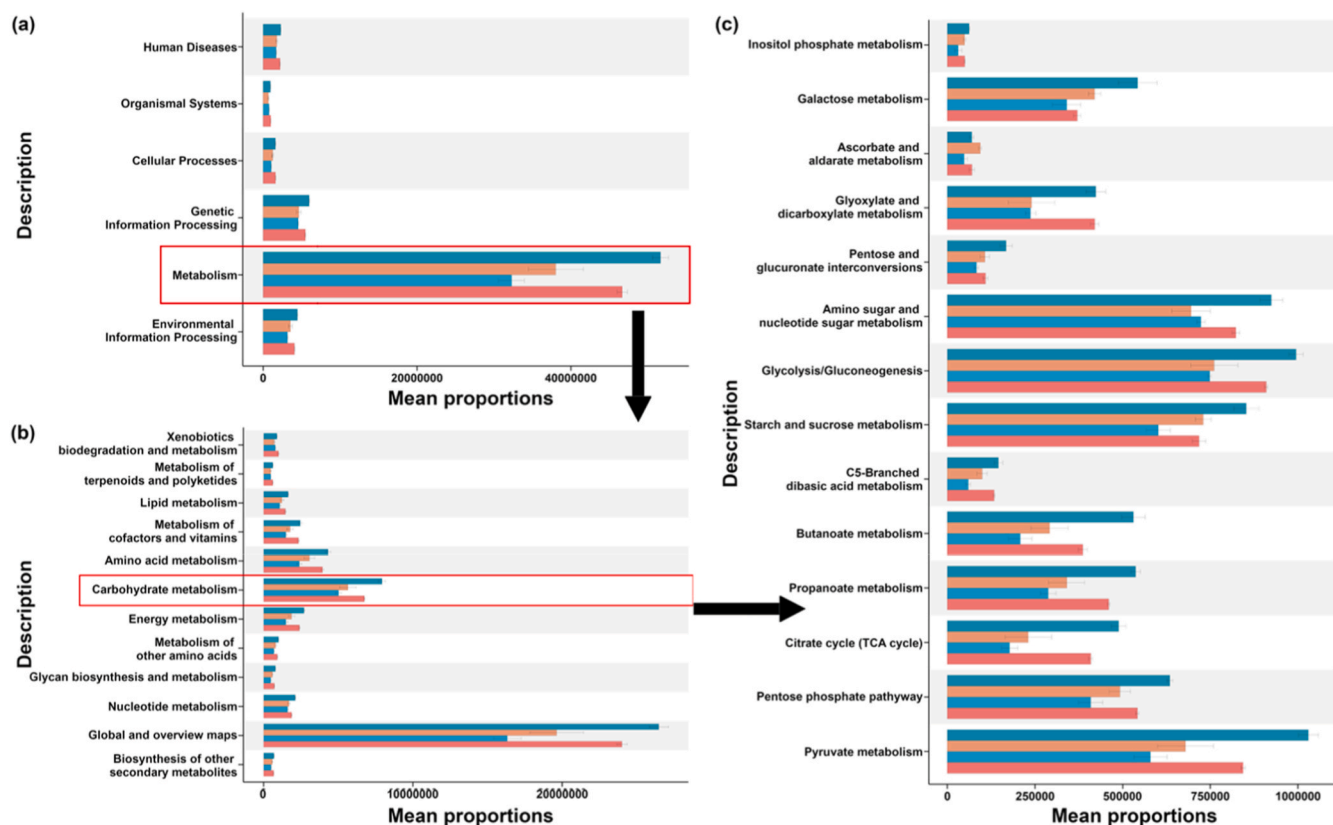 (a)
Description
Human Diseases
Organismal Systems
Cellular Processes
Genetic
Information Processing
Metabolism
Environmental
Information Processing
0
20000000
40000000
Mean proportions
(b)
Description
Xenobiotics
biodegradation and metabolism
Metabolism of
terpenoids and polyketides
Lipid metabolism
Metabolism of
cofactors and vitamins
Amino acid metabolism
Carbohydrate metabolism
Energy metabolism
Metabolism of
other amino acids
Glycan biosynthesis and metabolism
Nucleotide metabolism
Global and overview maps
Biosynthesis of other
secondary metabolites
0
10000000
20000000
Mean proportions
(c)
Description
Inositol phosphate metabolism
Galactose metabolism
Ascorbate and
aldarate metabolism
Glyoxylate and
dicarboxylate metabolism
Pentose and
glucuronate interconversions
Amino sugar and
nucleotide sugar metabolism
Glycolysis/Gluconeogenesis
Starch and sucrose metabolism
C5-Branched
dibasic acid metabolism
Butanoate metabolism
Propanoate metabolism
Citrate cycle (TCA cycle)
Pentose phosphate pathyway
Pyruvate metabolism
0
250000
500000
750000
1000000
Mean proportions